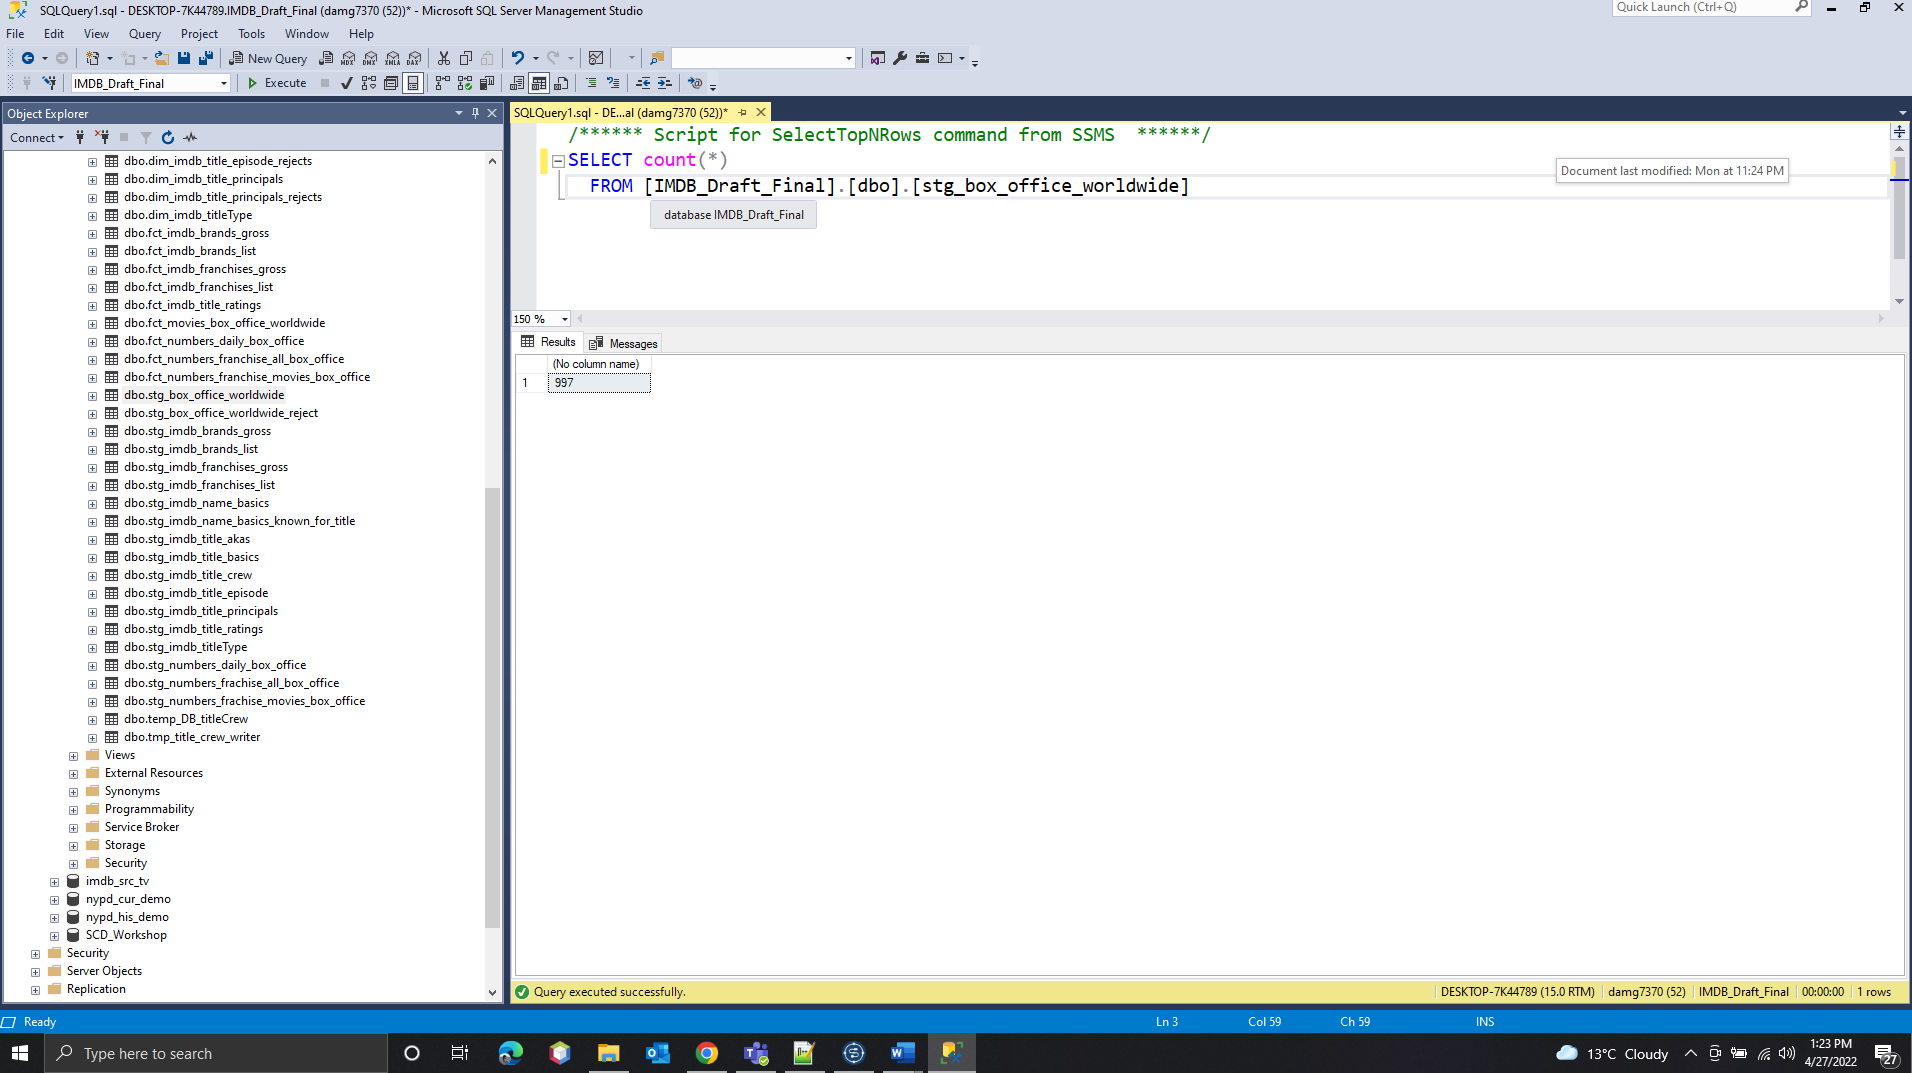 SQLQuery1.sql - DESKTOP-7K44789.IMDB_Draft_Final (damg7370 (52))* - Microsoft SQL Server Management Studio
Quick Launch (Ctrl+Q)
File Edit View Query Project Tools Window Help
New Query
MDX DMX XMLA DAX
IMDB_Draft_Final
Execute
Object Explorer
SQLQuery1.sql - DE...al (damg7370 (52))*
Connect
dbo.dim_imdb_title_episode_rejects
dbo.dim_imdb_title_principals
dbo.dim_imdb_title_principals_rejects
dbo.dim_imdb_titleType
dbo.fct_imdb_brands_gross
dbo.fct_imdb_brands_list
dbo.fct_imdb_franchises_gross
dbo.fct_imdb_franchises_list
dbo.fct_imdb_title_ratings
dbo.fct_movies_box_office_worldwide
dbo.fct_numbers_daily_box_office
dbo.fct_numbers_franchise_all_box_office
dbo.fct_numbers_franchise_movies_box_office
dbo.stg_box_office_worldwide
dbo.stg_box_office_worldwide_reject
dbo.stg_imdb_brands_gross
dbo.stg_imdb_brands_list
dbo.stg_imdb_franchises_gross
dbo.stg_imdb_franchises_list
dbo.stg_imdb_name_basics
dbo.stg_imdb_name_basics_known_for_title
dbo.stg_imdb_title_akas
dbo.stg_imdb_title_basics
dbo.stg_imdb_title_crew
dbo.stg_imdb_title_episode
dbo.stg_imdb_title_principals
dbo.stg_imdb_title_ratings
dbo.stg_imdb_titleType
dbo.stg_numbers_daily_box_office
dbo.stg_numbers_frachise_all_box_office
dbo.stg_numbers_frachise_movies_box_office
dbo.temp_DB_titleCrew
dbo.tmp_title_crew_writer
Views
External Resources
Synonyms
Programmability
Service Broker
Storage
Security
imdb_src_tv
nypd_cur_demo
nypd_his_demo
SCD_Workshop
Security
Server Objects
Replication
/****** Script for SelectTopNRows command from SSMS ******/
SELECT count(*)
FROM [IMDB_Draft_Final].[dbo].[stg_box_office_worldwide]
Document last modified: Mon at 11:24 PM
database IMDB_Draft_Final
150 %
Results Messages
(No column name)
1 997
Query executed successfully.
DESKTOP-7K44789 (15.0 RTM) damg7370 (52) IMDB_Draft_Final 00:00:00 1 rows
Ready
Ln 3 Col 59 Ch 59 INS
Type here to search
13°C Cloudy
1:23 PM
4/27/2022
27